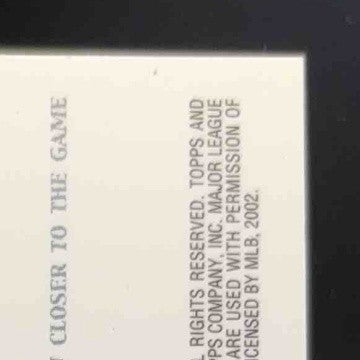 CLOSER TO THE GAME
RIGHTS RESERVED. TOPPS AND
COMPANY, INC. MAJOR LEAGUE
ARE USED WITH PERMISSION OF
BY MLB, 2002.